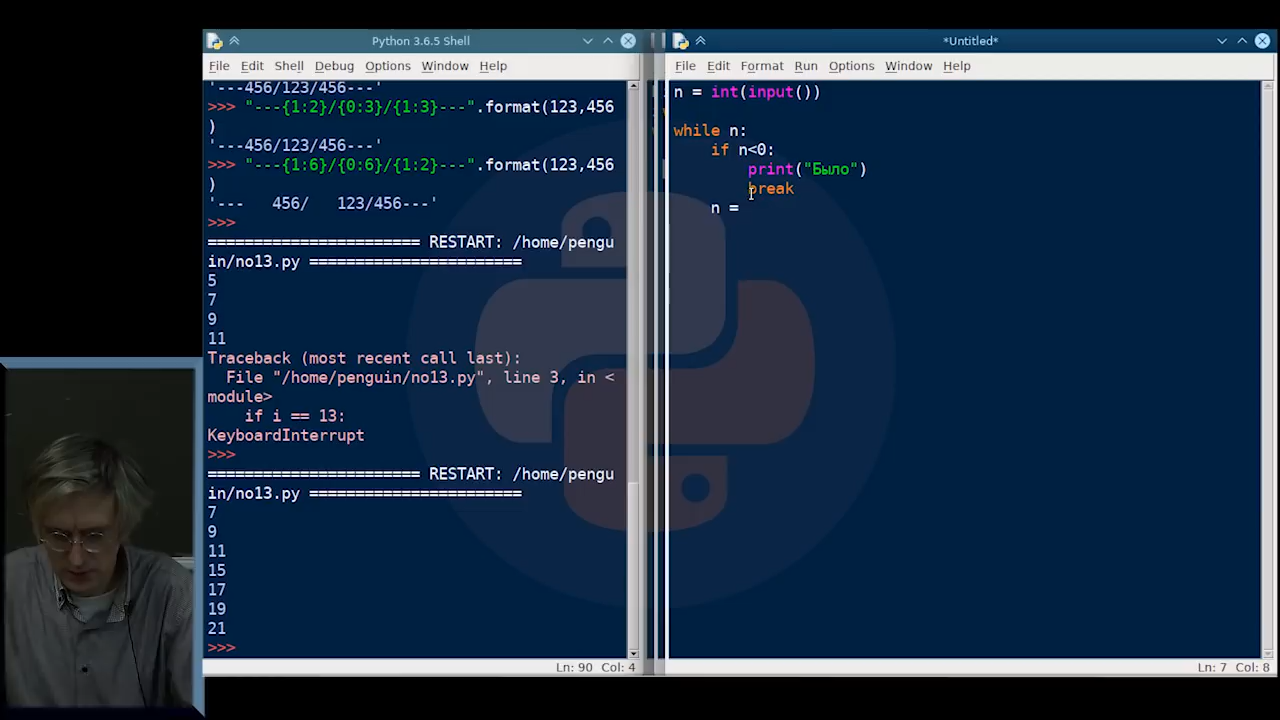 Python 3.6.5 Shell
File Edit Shell Debug Options Window Help
'---456/123/456---'
>>> "---{1:2}/{0:3}/{1:3}---".format(123,456
)
'---456/123/456---'
>>> "---{1:6}/{0:6}/{1:2}---".format(123,456
)
'---   456/   123/456---'
>>>
======================= RESTART: /home/pengu
in/no13.py =======================
5
7
9
11
Traceback (most recent call last):
  File "/home/penguin/no13.py", line 3, in <
module>
    if i == 13:
KeyboardInterrupt
>>>
======================= RESTART: /home/pengu
in/no13.py =======================
7
9
11
15
17
19
21
>>>
Ln: 90 Col: 4
*Untitled*
File Edit Format Run Options Window Help
n = int(input())
while n:
    if n<0:
        print("Было")
        break
    n =
Ln: 7 Col: 8